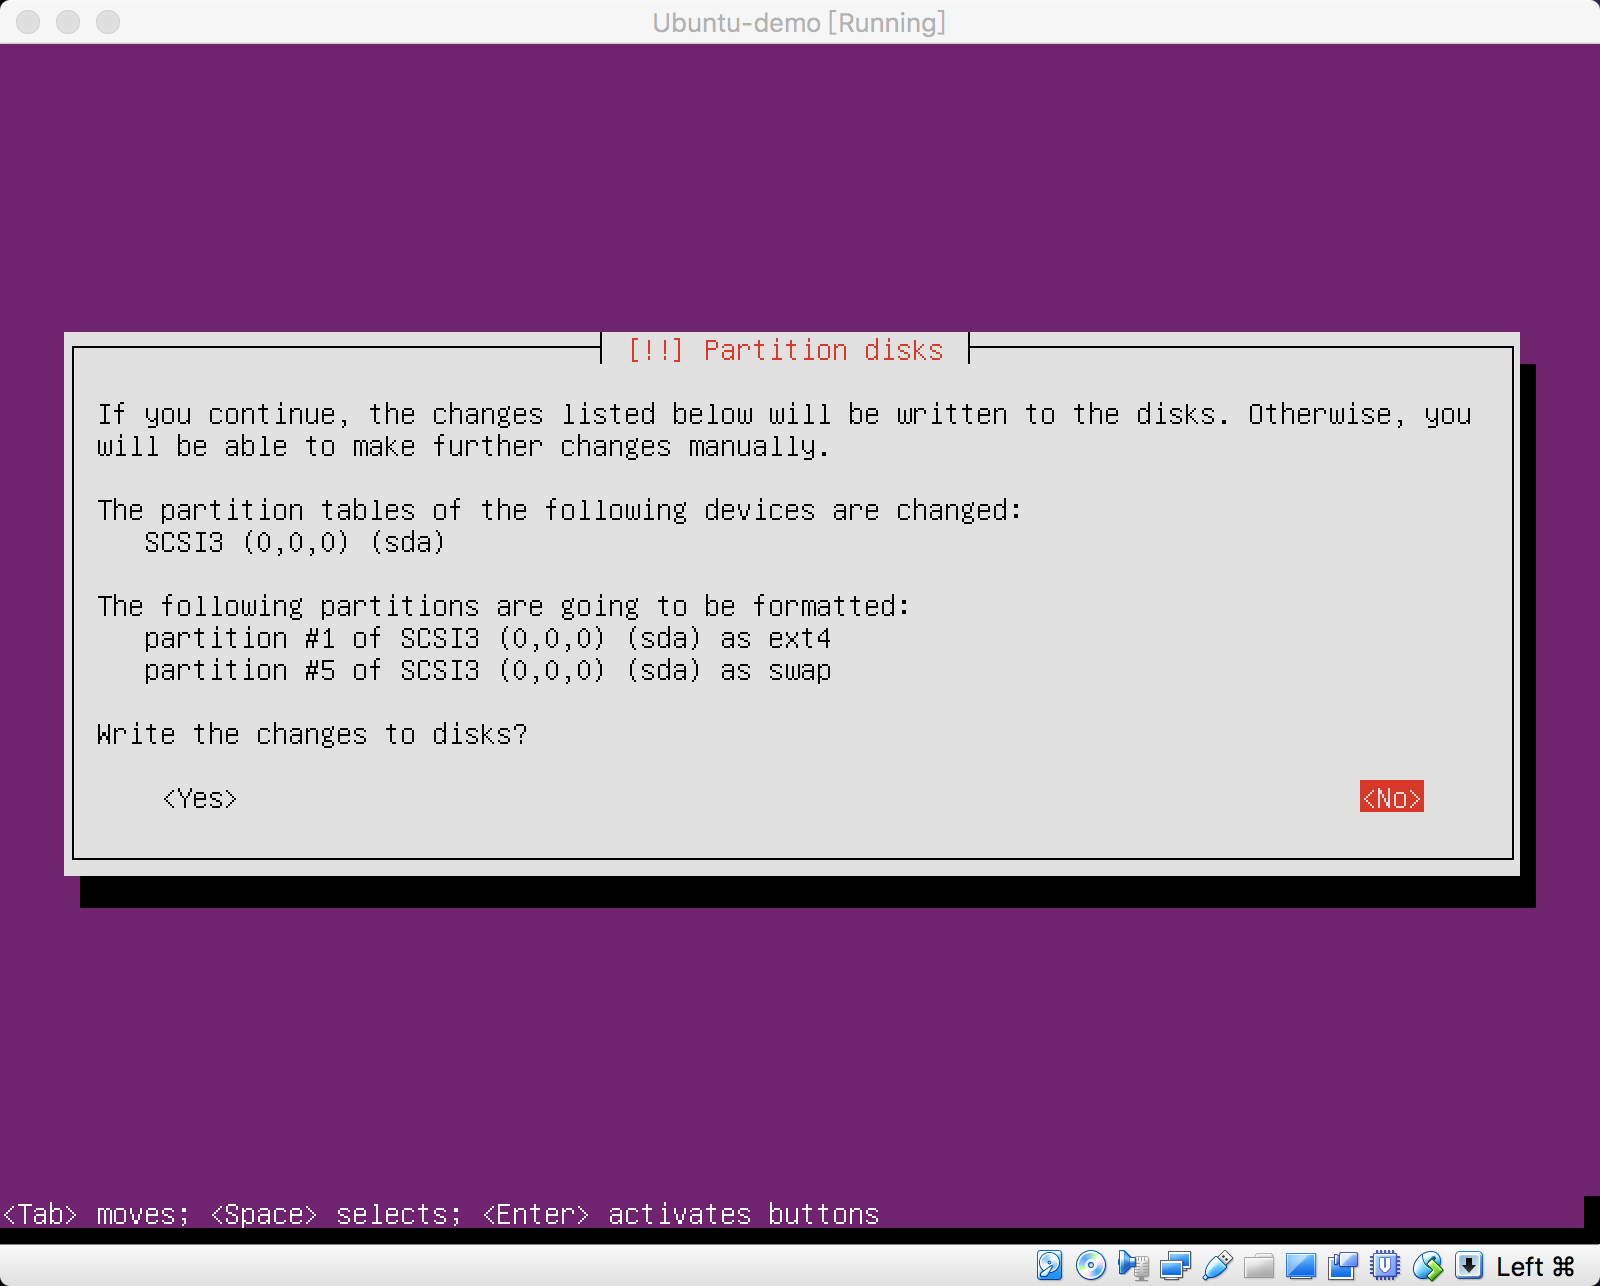 Ubuntu-demo [Running]
[!!] Partition disks
If you continue, the changes listed below will be written to the disks. Otherwise, you
will be able to make further changes manually.
The partition tables of the following devices are changed:
SCSI3 (0,0,0) (sda)
The following partitions are going to be formatted:
partition #1 of SCSI3 (0,0,0) (sda) as ext4
partition #5 of SCSI3 (0,0,0) (sda) as swap
Write the changes to disks?
<Yes> <No>
<Tab> moves; <Space> selects; <Enter> activates buttons
Left ⌘